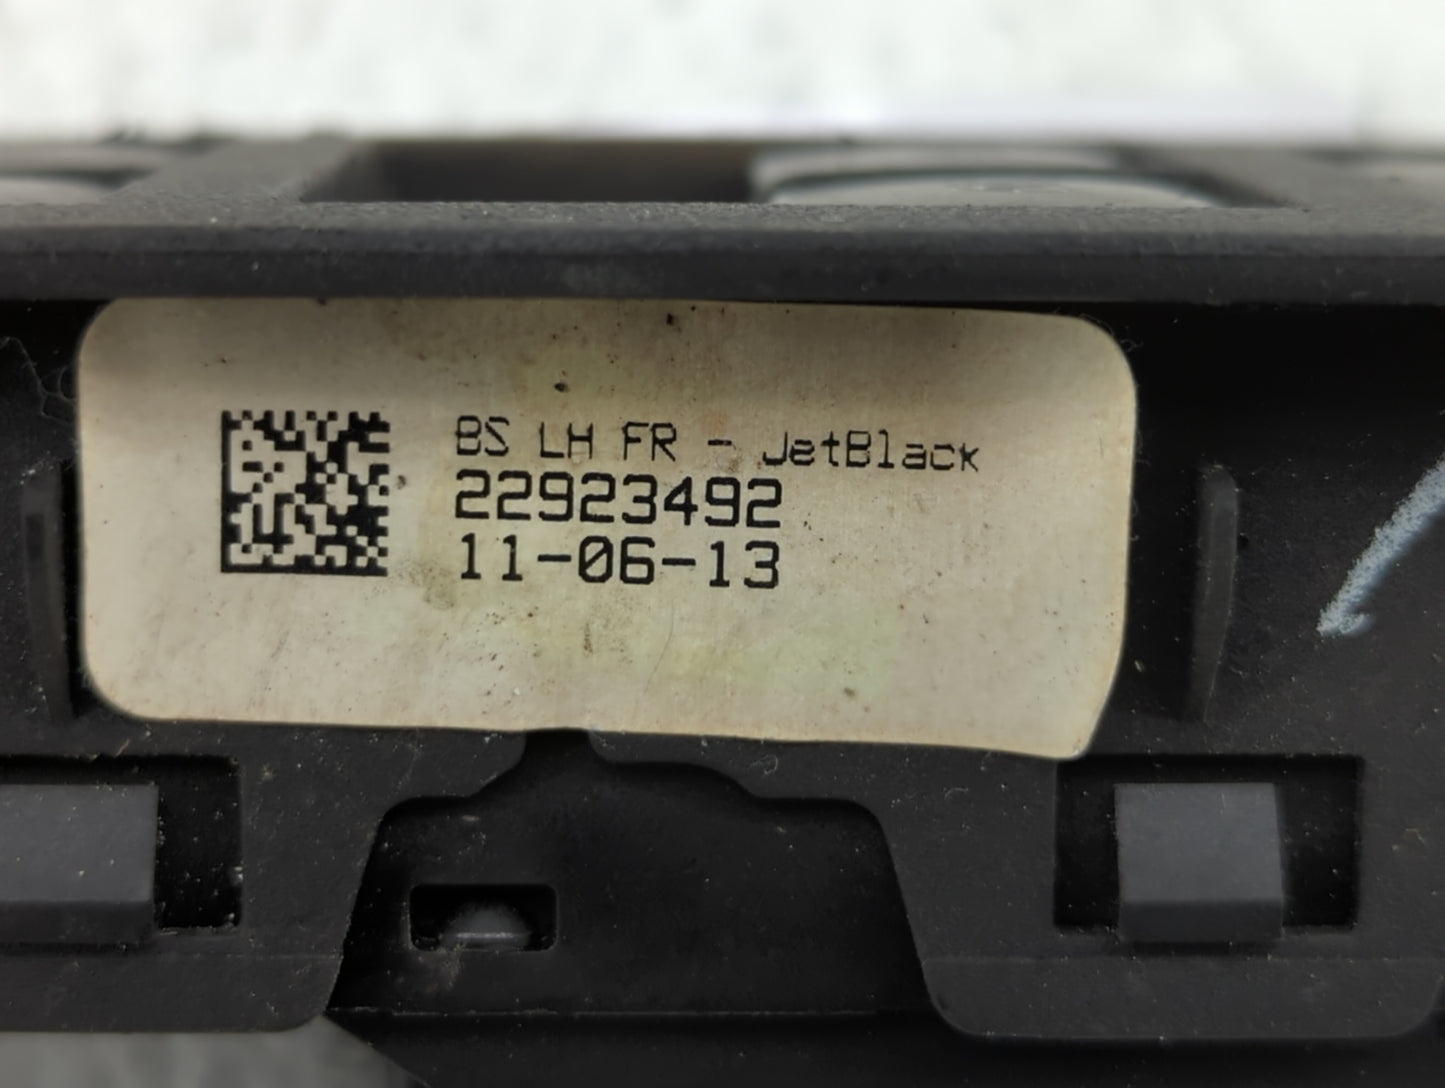 BS LH FR - JetBlack
22923492
11-06-13